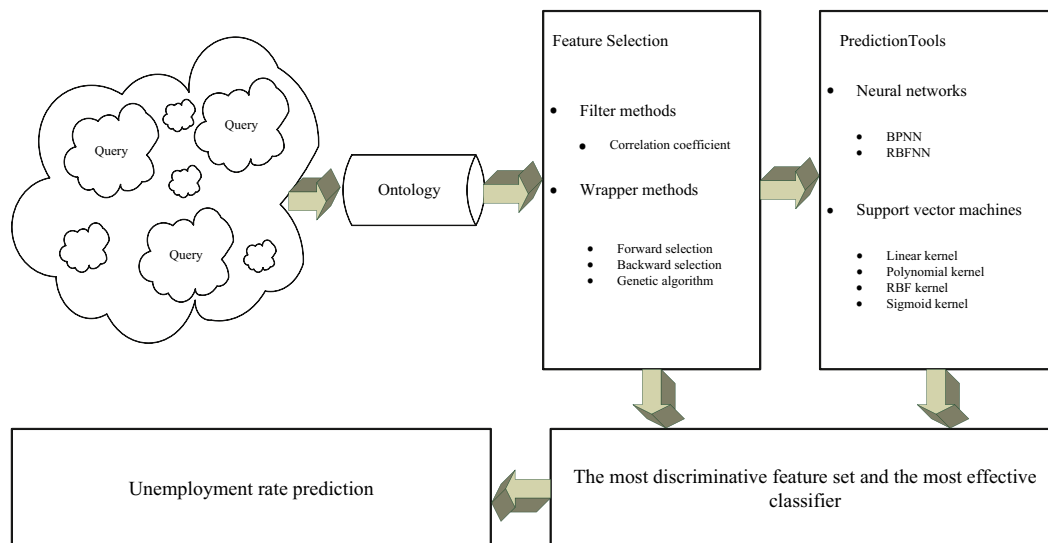 Query
Query
Query
Ontology
Feature Selection
• Filter methods
• Correlation coefficient
• Wrapper methods
• Forward selection
• Backward selection
• Genetic algorithm
PredictionTools
• Neural networks
• BPNN
• RBFNN
• Support vector machines
• Linear kernel
• Polynomial kernel
• RBF kernel
• Sigmoid kernel
Unemployment rate prediction
The most discriminative feature set and the most effective
classifier